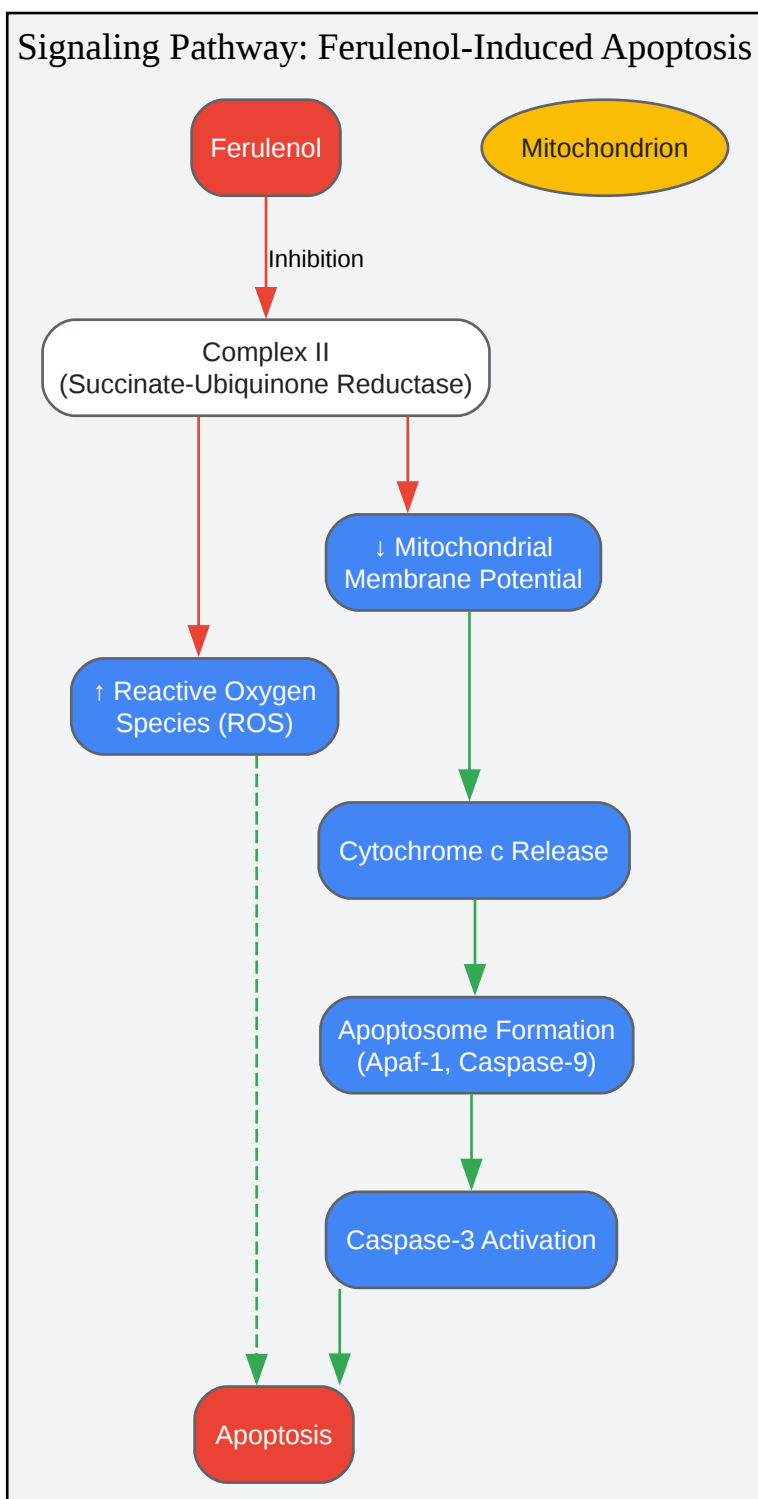 Signaling Pathway: Ferulenol-Induced Apoptosis
Ferulenol
Mitochondrion
Inhibition
Complex II
(Succinate-Ubiquinone Reductase)
↓ Mitochondrial
Membrane Potential
↑ Reactive Oxygen
Species (ROS)
Cytochrome c Release
Apoptosome Formation
(Apaf-1, Caspase-9)
Caspase-3 Activation
Apoptosis